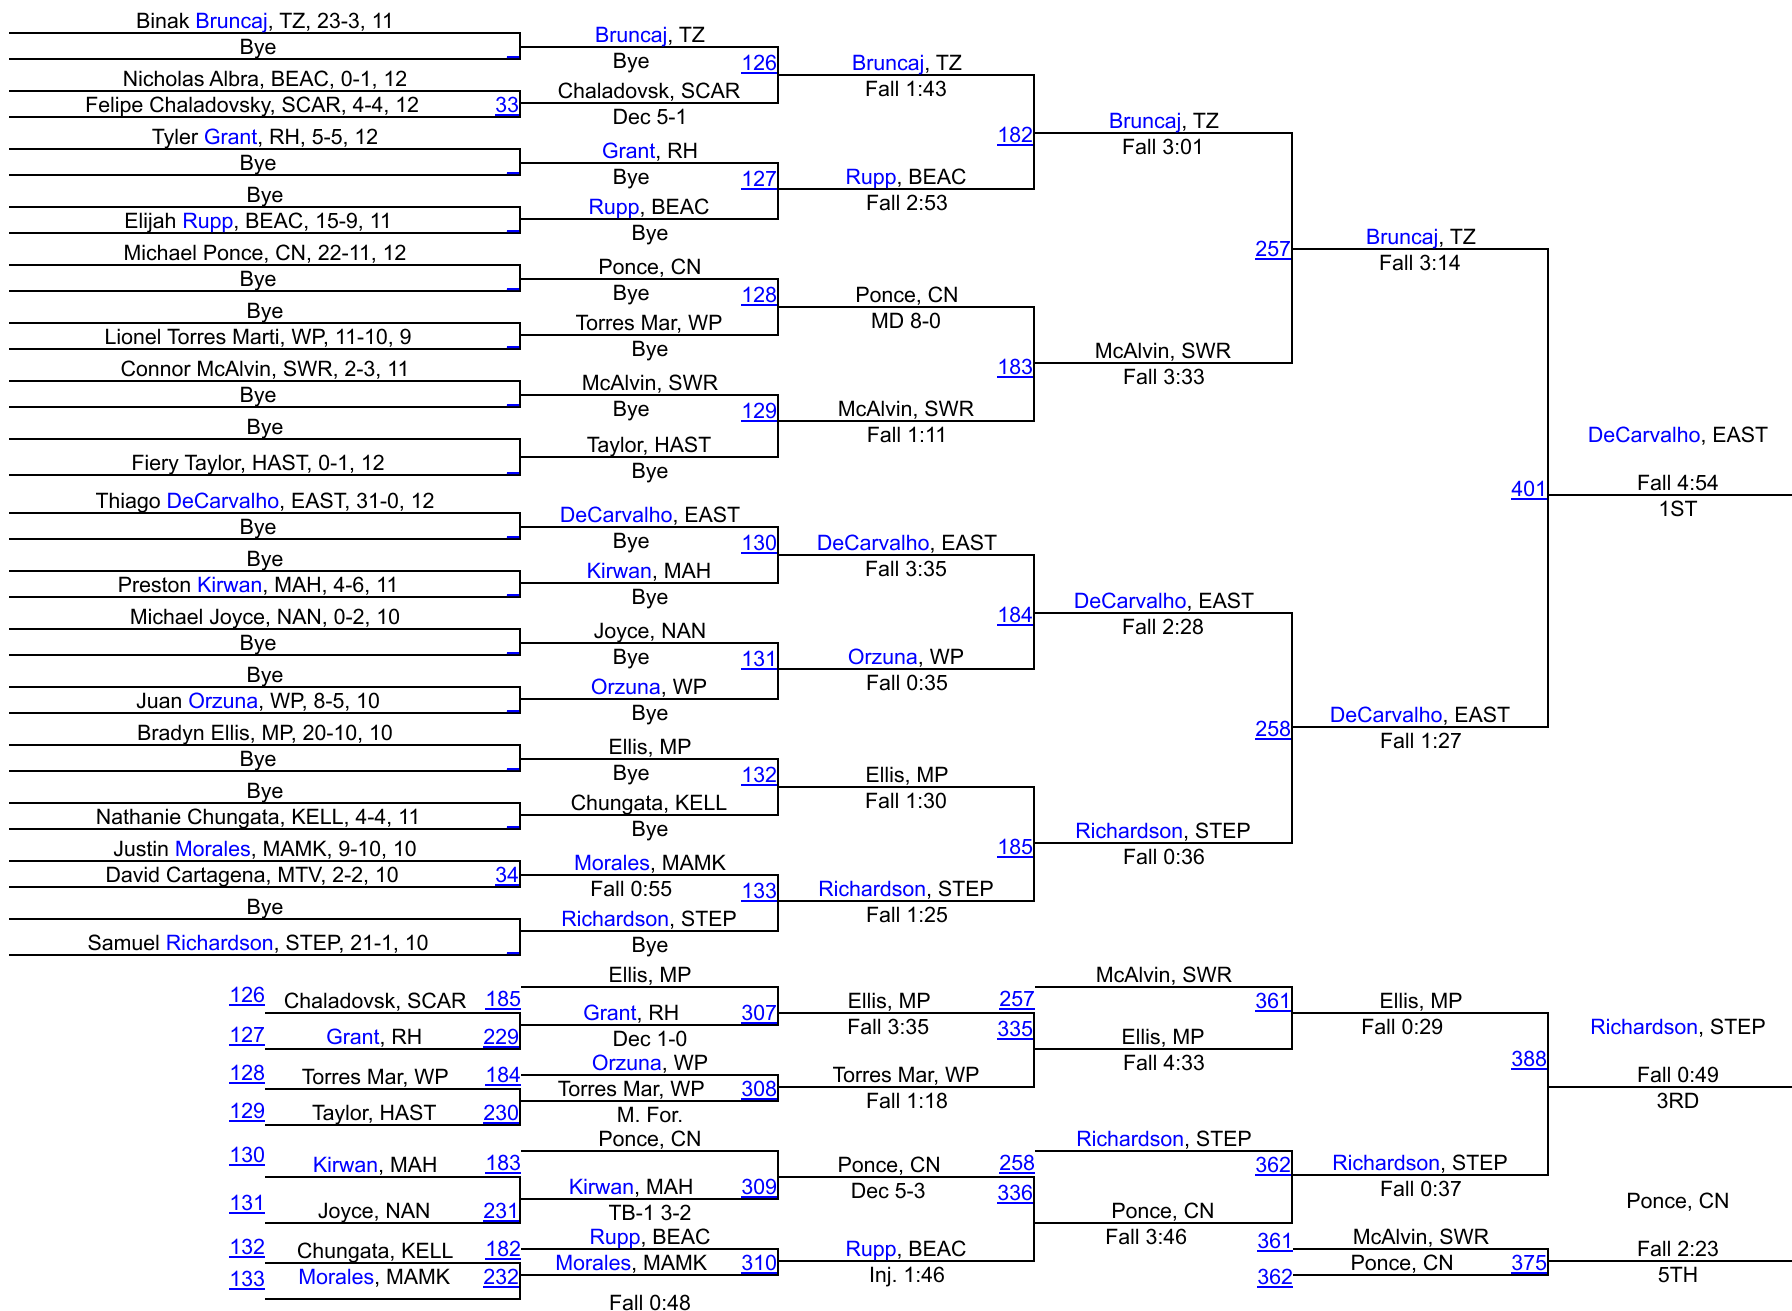 Binak Bruncaj, TZ, 23-3, 11
Bye
Nicholas Albra, BEAC, 0-1, 12
Felipe Chaladovsky, SCAR, 4-4, 12
33
Tyler Grant, RH, 5-5, 12
Bye
Bye
Elijah Rupp, BEAC, 15-9, 11
Michael Ponce, CN, 22-11, 12
Bye
Bye
Lionel Torres Marti, WP, 11-10, 9
Connor McAlvin, SWR, 2-3, 11
Bye
Bye
Fiery Taylor, HAST, 0-1, 12
Thiago DeCarvalho, EAST, 31-0, 12
Bye
Bye
Preston Kirwan, MAH, 4-6, 11
Michael Joyce, NAN, 0-2, 10
Bye
Bye
Juan Orzuna, WP, 8-5, 10
Bradyn Ellis, MP, 20-10, 10
Bye
Bye
Nathanie Chungata, KELL, 4-4, 11
Justin Morales, MAMK, 9-10, 10
David Cartagena, MTV, 2-2, 10
34
Bye
Samuel Richardson, STEP, 21-1, 10
Bruncaj, TZ
Bye
126
Chaladovsk, SCAR
Dec 5-1
Grant, RH
Bye
127
Rupp, BEAC
Bye
Ponce, CN
Bye
128
Torres Mar, WP
Bye
McAlvin, SWR
Bye
129
Taylor, HAST
Bye
DeCarvalho, EAST
Bye
130
Kirwan, MAH
Bye
Joyce, NAN
Bye
131
Orzuna, WP
Bye
Ellis, MP
Bye
132
Chungata, KELL
Bye
Morales, MAMK
Fall 0:55
133
Richardson, STEP
Bye
Bruncaj, TZ
Fall 1:43
182
Rupp, BEAC
Fall 2:53
Ponce, CN
MD 8-0
183
McAlvin, SWR
Fall 1:11
DeCarvalho, EAST
Fall 3:35
184
Orzuna, WP
Fall 0:35
Ellis, MP
Fall 1:30
185
Richardson, STEP
Fall 1:25
Bruncaj, TZ
Fall 3:01
257
McAlvin, SWR
Fall 3:33
DeCarvalho, EAST
Fall 2:28
258
Richardson, STEP
Fall 0:36
Bruncaj, TZ
Fall 3:14
401
DeCarvalho, EAST
Fall 1:27
DeCarvalho, EAST
Fall 4:54
1ST
126
Chaladovsk, SCAR
185
127
Grant, RH
229
128
Torres Mar, WP
184
129
Taylor, HAST
230
130
Kirwan, MAH
183
131
Joyce, NAN
231
132
Chungata, KELL
182
133
Morales, MAMK
232
Ellis, MP
Grant, RH
307
Dec 1-0
Orzuna, WP
Torres Mar, WP
308
M. For.
Ponce, CN
Kirwan, MAH
309
TB-1 3-2
Rupp, BEAC
Morales, MAMK
310
Fall 0:48
Ellis, MP
257
Fall 3:35
335
Torres Mar, WP
Fall 1:18
Ponce, CN
258
Dec 5-3
336
Rupp, BEAC
Inj. 1:46
McAlvin, SWR
361
Ellis, MP
Fall 4:33
Richardson, STEP
362
Ponce, CN
Fall 3:46
Ellis, MP
Fall 0:29
388
Richardson, STEP
Fall 0:37
361
McAlvin, SWR
Ponce, CN
375
362
Richardson, STEP
Fall 0:49
3RD
Ponce, CN
Fall 2:23
5TH